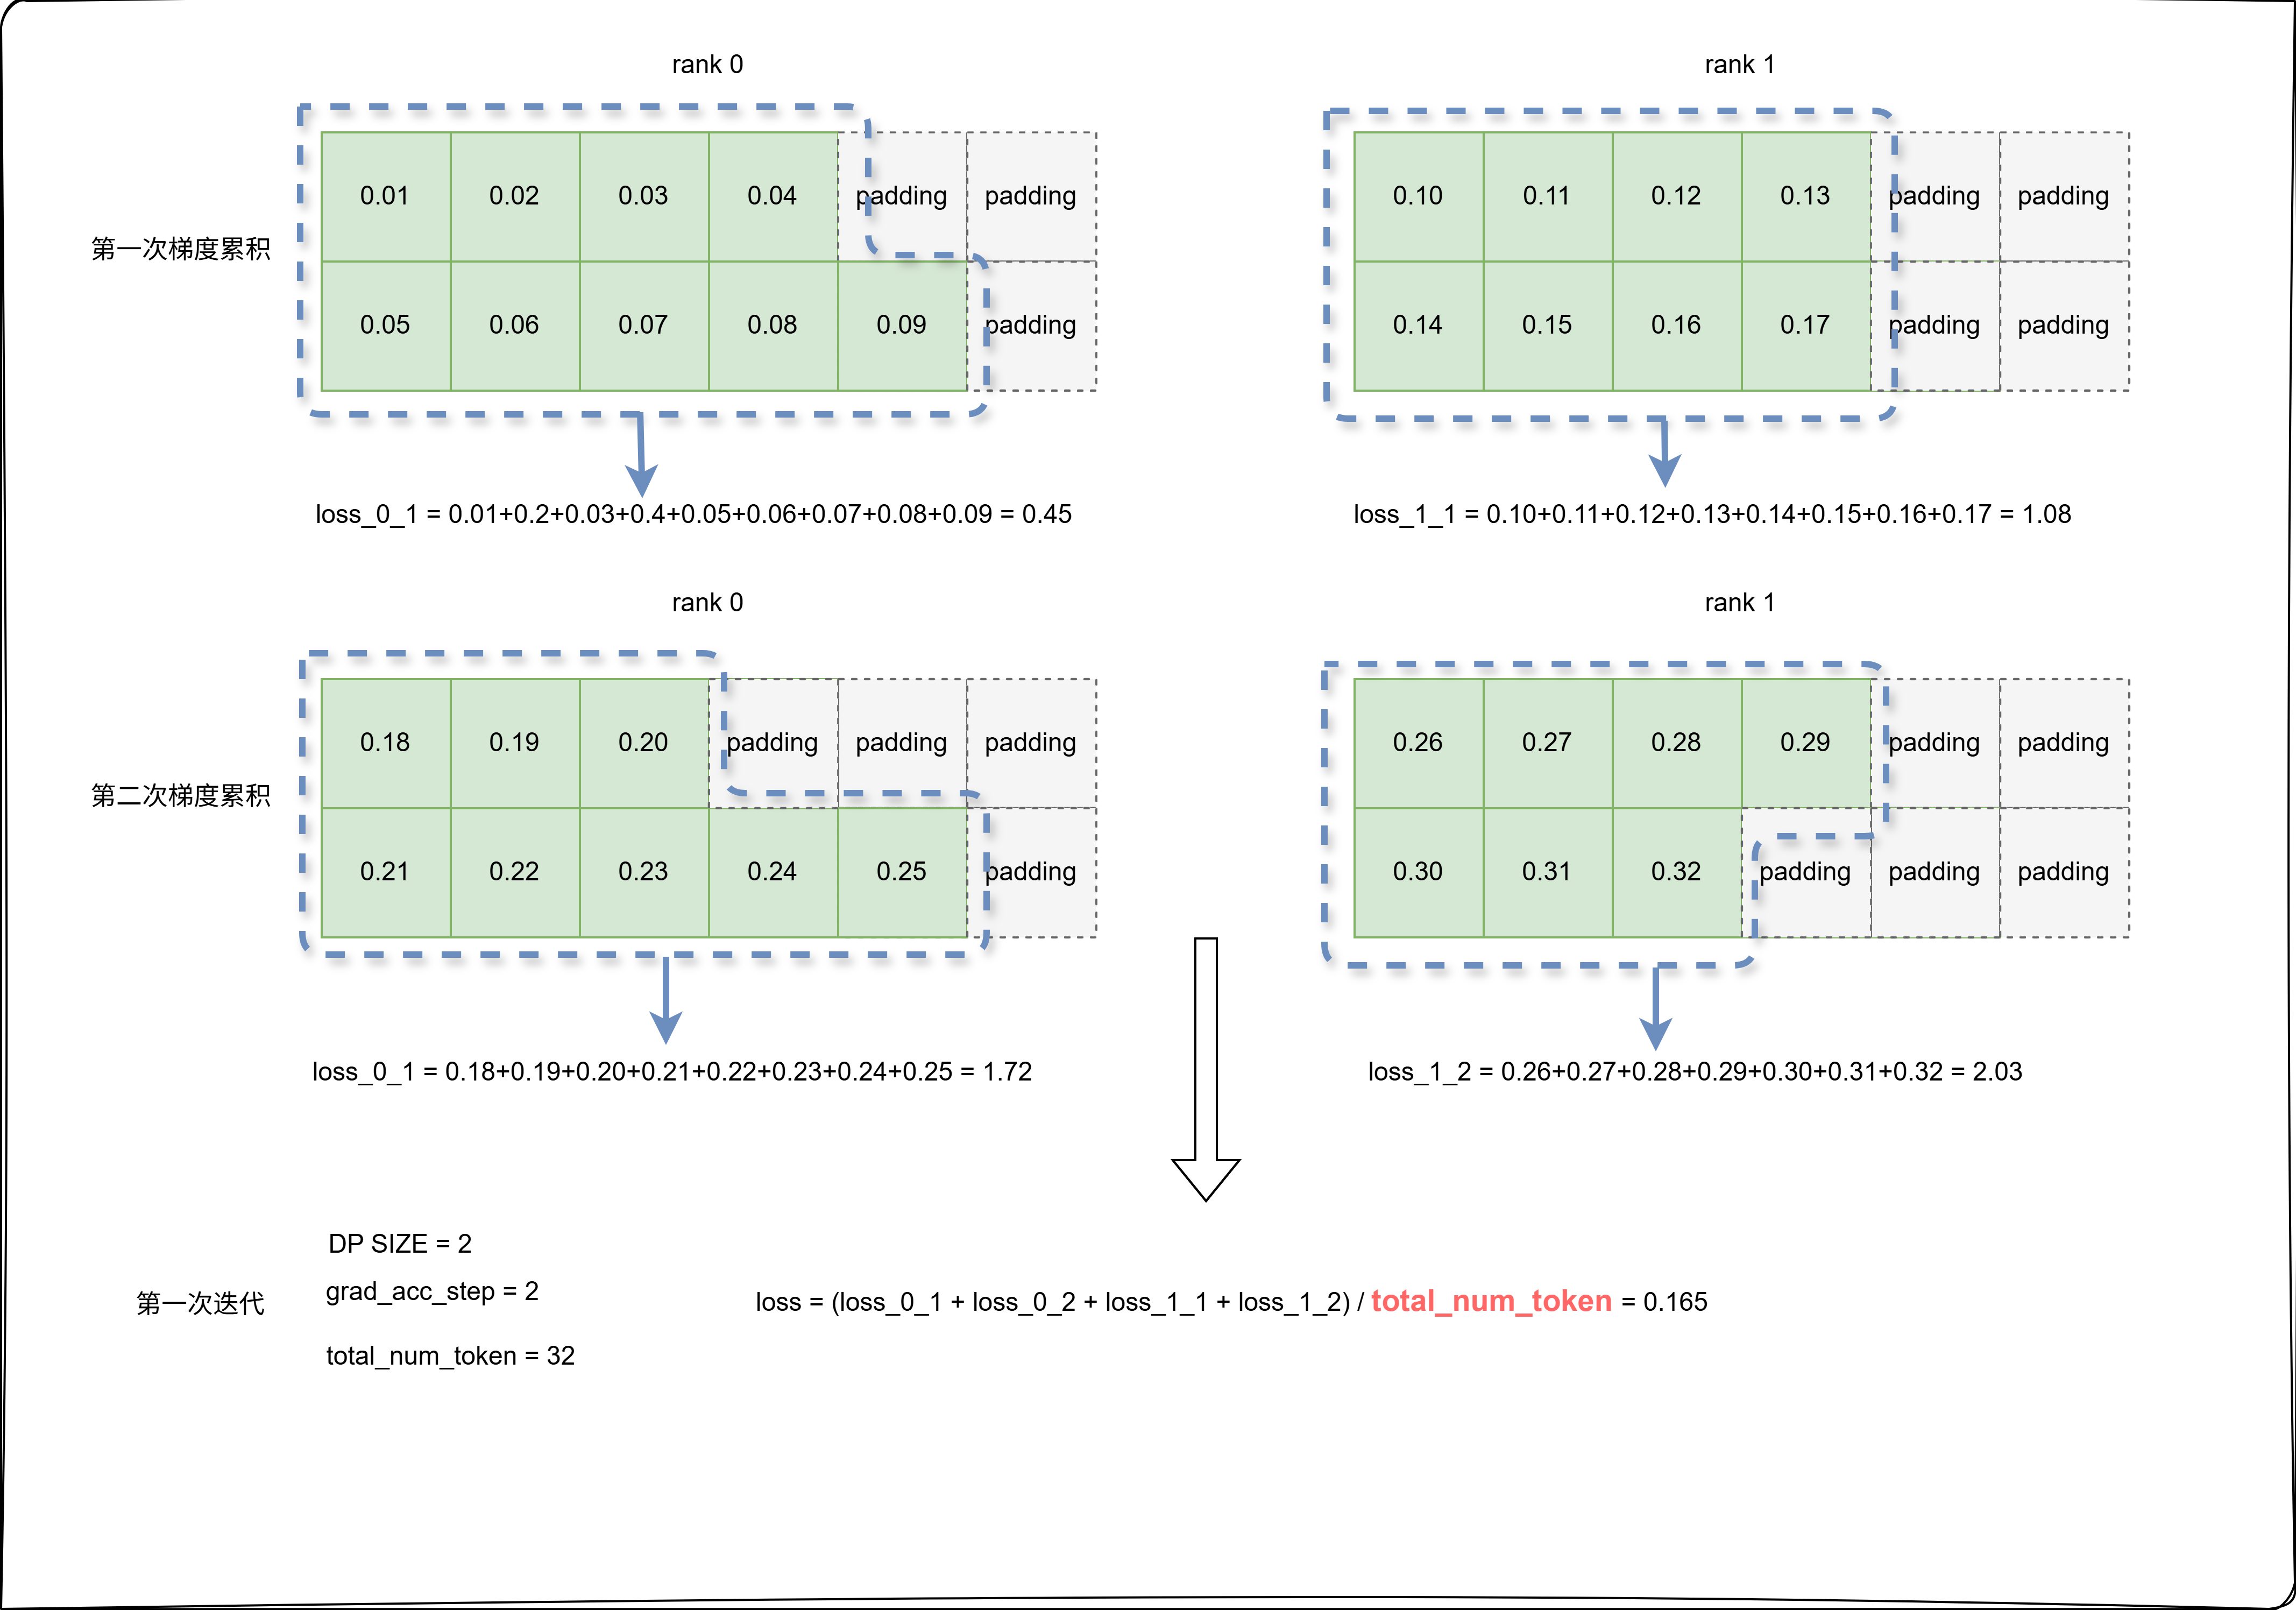 rank 0
rank 1
第一次梯度累积
0.01 0.02 0.03 0.04 padding padding
0.05 0.06 0.07 0.08 0.09 padding
0.10 0.11 0.12 0.13 padding padding
0.14 0.15 0.16 0.17 padding padding
loss_0_1 = 0.01+0.2+0.03+0.4+0.05+0.06+0.07+0.08+0.09 = 0.45
loss_1_1 = 0.10+0.11+0.12+0.13+0.14+0.15+0.16+0.17 = 1.08
rank 0
rank 1
第二次梯度累积
0.18 0.19 0.20 padding padding padding
0.21 0.22 0.23 0.24 0.25 padding
0.26 0.27 0.28 0.29 padding padding
0.30 0.31 0.32 padding padding padding
loss_0_1 = 0.18+0.19+0.20+0.21+0.22+0.23+0.24+0.25 = 1.72
loss_1_2 = 0.26+0.27+0.28+0.29+0.30+0.31+0.32 = 2.03
第一次迭代
DP SIZE = 2
grad_acc_step = 2
total_num_token = 32
loss = (loss_0_1 + loss_0_2 + loss_1_1 + loss_1_2) / total_num_token = 0.165